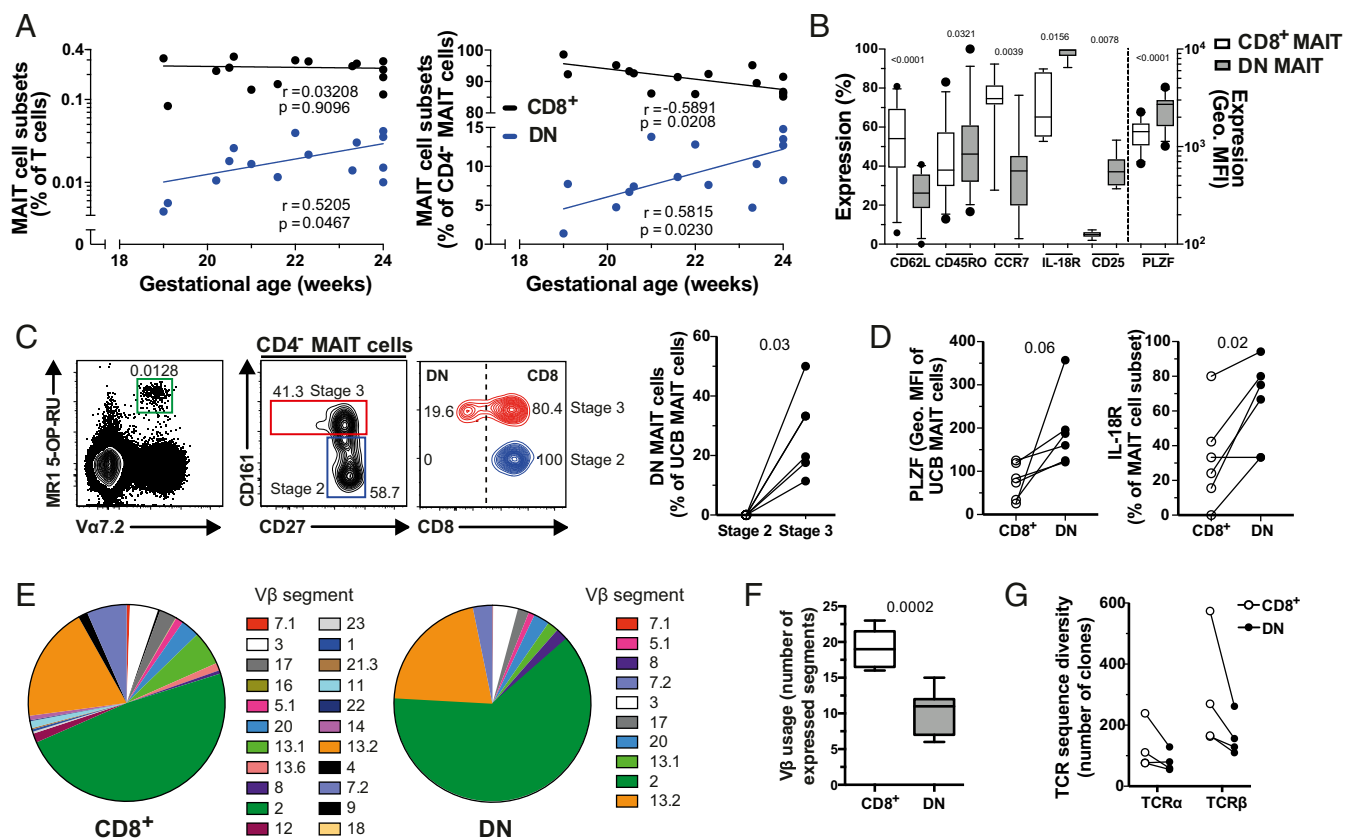 A
MAIT cell subsets
(% of T cells)
0.4
0.1
0.01
0
r = 0.03208
p = 0.9096
r = 0.5205
p = 0.0467
18
20
22
24
Gestational age (weeks)
MAIT cell subsets
(% of CD4- MAIT cells)
100
95
90
85
80
15
10
5
0
r = -0.5891
p = 0.0208
CD8+
DN
r = 0.5815
p = 0.0230
18
20
22
24
Gestational age (weeks)
B
Expression (%)
100
80
60
40
20
0
<0.0001
0.0321
0.0039
0.0156
0.0078
<0.0001
CD62L
CD45RO
CCR7
IL-18R
CD25
PLZF
10⁴
10³
10²
Expression
(Geo. MFI)
CD8+ MAIT
DN MAIT
C
MR1 5-OP-RU
Vα7.2
0.0128
CD4- MAIT cells
CD161
CD27
41.3
Stage 3
Stage 2
58.7
DN
CD8
19.6
80.4
Stage 3
0
100
Stage 2
CD8
DN MAIT cells
(% of UCB MAIT cells)
60
40
20
0
0.03
Stage 2
Stage 3
D
PLZF (Geo. MFI of
UCB MAIT cells)
400
300
200
100
0
0.06
CD8+
DN
IL-18R
(% of MAIT cell subset)
100
80
60
40
20
0
0.02
CD8+
DN
E
CD8+
Vβ segment
7.1
3
17
16
5.1
20
13.1
13.6
8
2
12
23
1
21.3
11
22
14
13.2
4
7.2
9
18
DN
Vβ segment
7.1
5.1
8
7.2
3
17
20
13.1
2
13.2
F
Vβ usage (number of
expressed segments)
25
20
15
10
5
0
0.0002
CD8+
DN
G
TCR sequence diversity
(number of clones)
600
400
200
0
TCRα
TCRβ
CD8+
DN